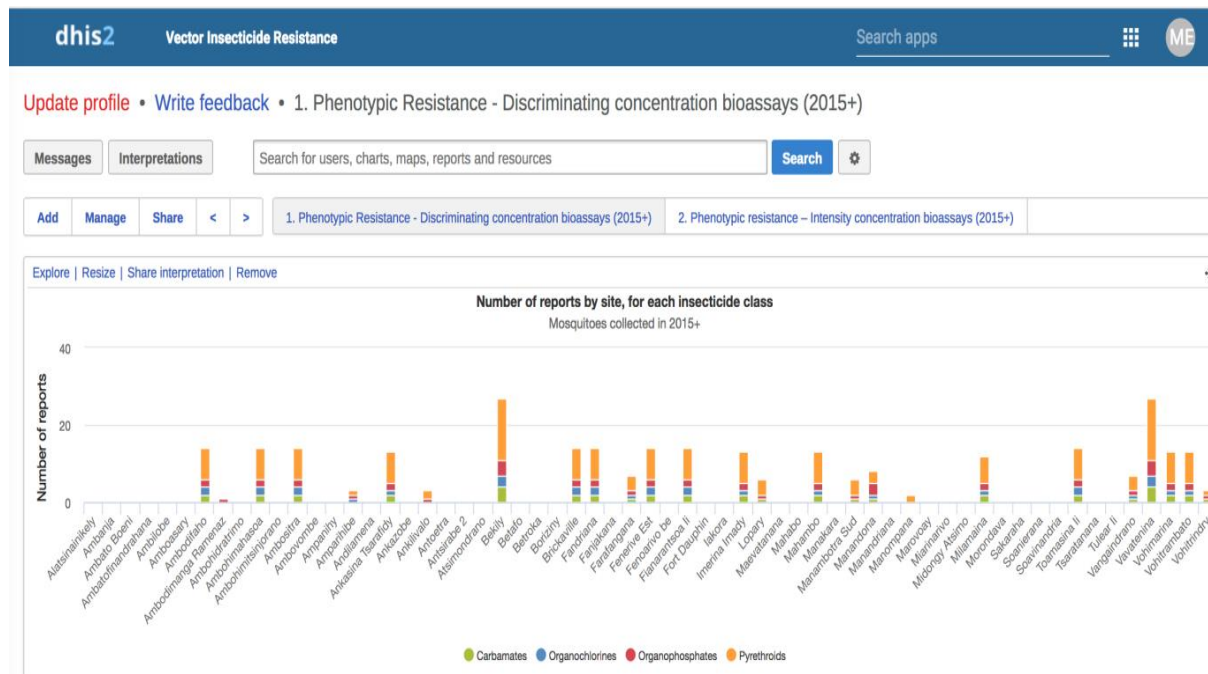 dhis2 Vector Insecticide Resistance Search apps ME
Update profile • Write feedback • 1. Phenotypic Resistance - Discriminating concentration bioassays (2015+)
Messages Interpretations Search for users, charts, maps, reports and resources Search
Add Manage Share < > 1. Phenotypic Resistance - Discriminating concentration bioassays (2015+) 2. Phenotypic resistance – Intensity concentration bioassays (2015+)
Explore | Resize | Share interpretation | Remove
Number of reports by site, for each insecticide class
Mosquitoes collected in 2015+
Number of reports
40
20
0
Alatsinainikely
Ambanja
Ambato Boeni
Ambatofinandrahana
Ambilobe
Amboasary
Ambodifaho
Ambodimanga Ramenaz
Ambohidratrimo
Ambohimahasoa
Ambohimitsinjorano
Ambositra
Ambovombe
Ampanihy
Amparihibe
Andilamena
Ankasina Tsarafidy
Ankazobe
Ankilivalo
Antoetra
Antsirabe 2
Atsimondrano
Bekily
Betafo
Betroka
Boriziny
Brickaville
Fandriana
Fanjakana
Farafangana
Fenerive Est
Fenoarivo be
Fianarantsoa II
Fort Dauphin
Iakora
Imerina Imady
Lopary
Maevatanana
Mahabo
Mahambo
Manakara
Manambotra Sud
Manandona
Manandriana
Manompana
Marovoay
Miarinarivo
Midongy Atsimo
Milamaina
Morondava
Sakaraha
Soanierana
Soavinandria
Toamasina II
Tsaratanana
Tulear II
Vangaindrano
Vavatenina
Vohimarina
Vohitrambato
Vohitrindry
Carbamates Organochlorines Organophosphates Pyrethroids